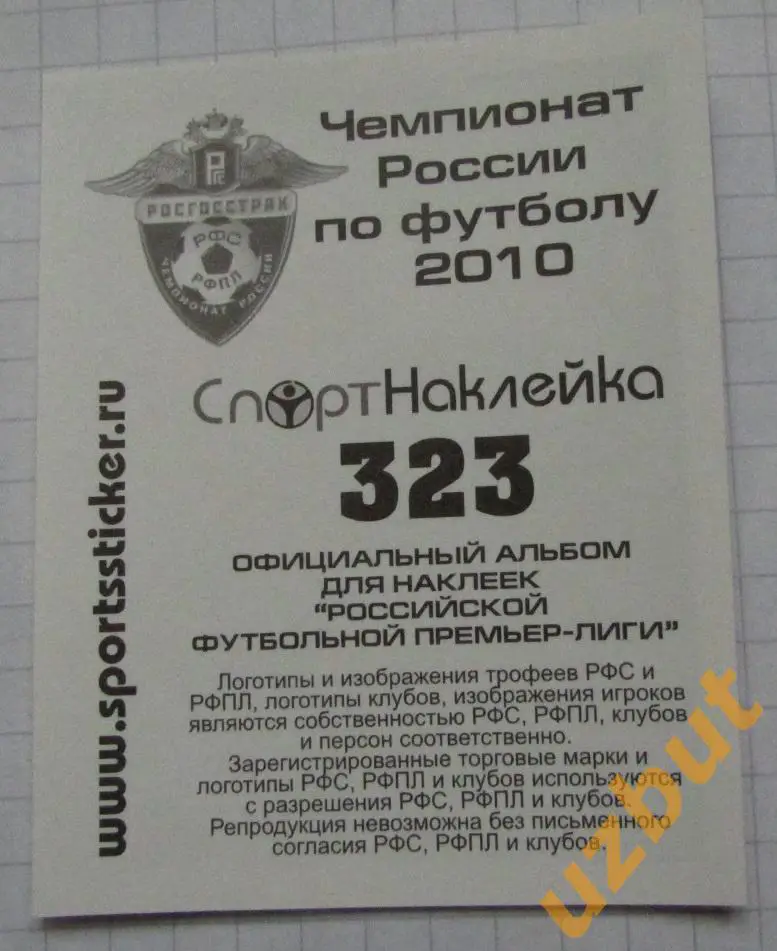 Чемпионат
России
по футболу
2010
РОСГОССТРАХ
РФС
РФПЛ
ЧЕМПИОНАТ РОССИИ
СпортНаклейка
323
ОФИЦИАЛЬНЫЙ АЛЬБОМ
ДЛЯ НАКЛЕЕК
“РОССИЙСКОЙ
ФУТБОЛЬНОЙ ПРЕМЬЕР-ЛИГИ”
Логотипы и изображения трофеев РФС и
РФПЛ, логотипы клубов, изображения игроков
являются собственностью РФС, РФПЛ, клубов
и персон соответственно.
Зарегистрированные торговые марки и
логотипы РФС, РФПЛ и клубов используются
с разрешения РФС, РФПЛ и клубов.
Репродукция невозможна без письменного
согласия РФС, РФПЛ и клубов.
www.sportssticker.ru
uzbut